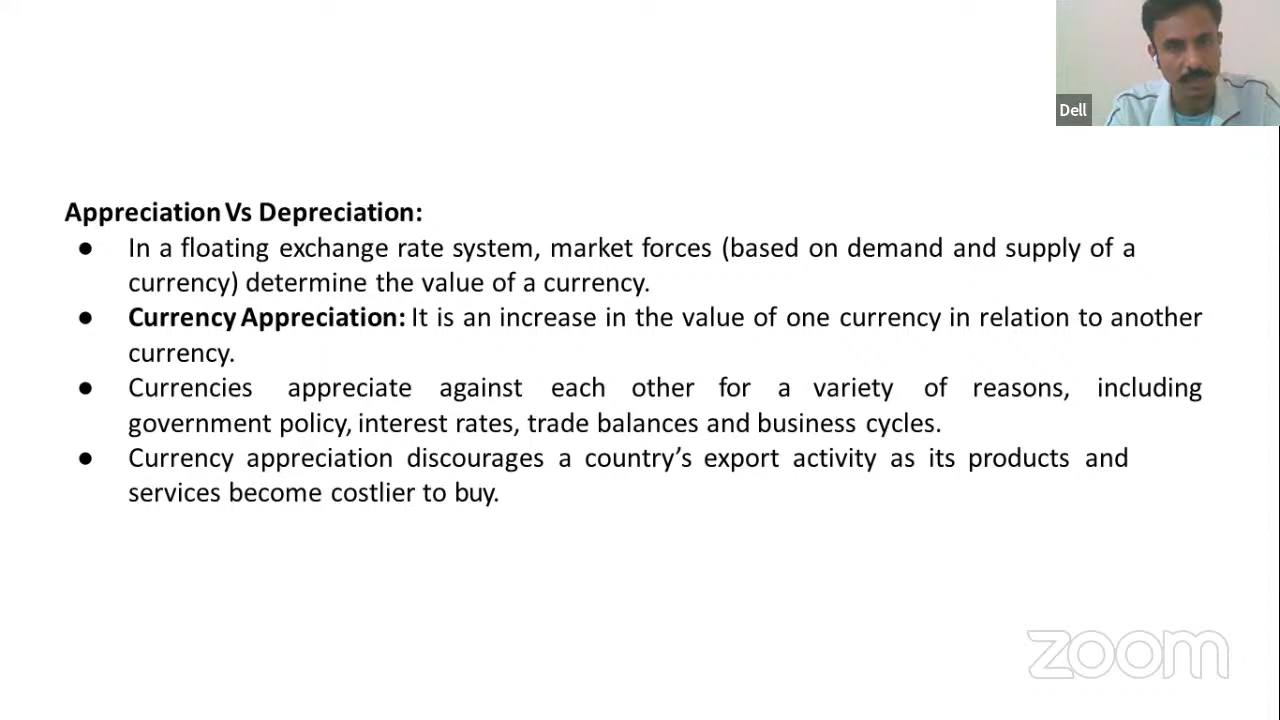 Dell
Appreciation Vs Depreciation:
● In a floating exchange rate system, market forces (based on demand and supply of a
currency) determine the value of a currency.
● Currency Appreciation: It is an increase in the value of one currency in relation to another
currency.
● Currencies appreciate against each other for a variety of reasons, including
government policy, interest rates, trade balances and business cycles.
● Currency appreciation discourages a country’s export activity as its products and
services become costlier to buy.
zoom